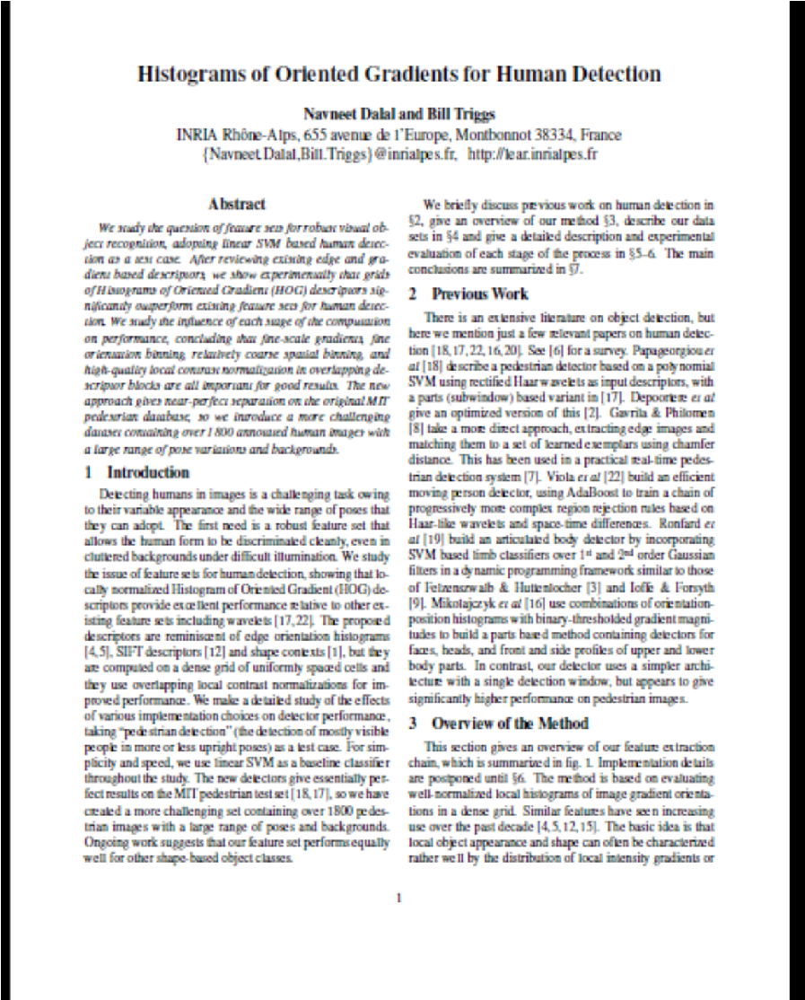 Histograms of Oriented Gradients for Human Detection
Navneet Dalal and Bill Triggs
INRIA Rhône-Alps, 655 avenue de l'Europe, Montbonnot 38334, France
{Navneet.Dalal,Bill.Triggs}@inrialpes.fr, http://lear.inrialpes.fr
Abstract
We study the question of feature sets for robust visual ob-
ject recognition, adopting linear SVM based human detec-
tion as a test case. After reviewing existing edge and gra-
dient based descriptors, we show experimentally that grids
of Histograms of Oriented Gradient (HOG) descriptors sig-
nificantly outperform existing feature sets for human detec-
tion. We study the influence of each stage of the computation
on performance, concluding that fine-scale gradients, fine
orientation binning, relatively coarse spatial binning, and
high-quality local contrast normalization in overlapping de-
scriptor blocks are all important for good results. The new
approach gives near-perfect separation on the original MIT
pedestrian database, so we introduce a more challenging
dataset containing over 1800 annotated human images with
a large range of pose variations and backgrounds.
1 Introduction
Detecting humans in images is a challenging task owing
to their variable appearance and the wide range of poses that
they can adopt. The first need is a robust feature set that
allows the human form to be discriminated cleanly, even in
cluttered backgrounds under difficult illumination. We study
the issue of feature sets for human detection, showing that lo-
cally normalized Histogram of Oriented Gradient (HOG) de-
scriptors provide excellent performance relative to other ex-
isting feature sets including wavelets [17,22]. The proposed
descriptors are reminiscent of edge orientation histograms
[4,5], SIFT descriptors [12] and shape contexts [1], but they
are computed on a dense grid of uniformly spaced cells and
they use overlapping local contrast normalizations for im-
proved performance. We make a detailed study of the effects
of various implementation choices on detector performance,
taking “pedestrian detection” (the detection of mostly visible
people in more or less upright poses) as a test case. For sim-
plicity and speed, we use linear SVM as a baseline classifier
throughout the study. The new detectors give essentially per-
fect results on the MIT pedestrian test set [18,17], so we have
created a more challenging set containing over 1800 pedes-
trian images with a large range of poses and backgrounds.
Ongoing work suggests that our feature set performs equally
well for other shape-based object classes.
We briefly discuss previous work on human detection in
§2, give an overview of our method §3, describe our data
sets in §4 and give a detailed description and experimental
evaluation of each stage of the process in §5–6. The main
conclusions are summarized in §7.
2 Previous Work
There is an extensive literature on object detection, but
here we mention just a few relevant papers on human detec-
tion [18,17,22,16,20]. See [6] for a survey. Papageorgiou et
al [18] describe a pedestrian detector based on a polynomial
SVM using rectified Haar wavelets as input descriptors, with
a parts (subwindow) based variant in [17]. Depoortere et al
give an optimized version of this [2]. Gavrila & Philomen
[8] take a more direct approach, extracting edge images and
matching them to a set of learned exemplars using chamfer
distance. This has been used in a practical real-time pedes-
trian detection system [7]. Viola et al [22] build an efficient
moving person detector, using AdaBoost to train a chain of
progressively more complex region rejection rules based on
Haar-like wavelets and space-time differences. Ronfard et
al [19] build an articulated body detector by incorporating
SVM based limb classifiers over 1st and 2nd order Gaussian
filters in a dynamic programming framework similar to those
of Felzenszwalb & Huttenlocher [3] and Ioffe & Forsyth
[9]. Mikolajczyk et al [16] use combinations of orientation-
position histograms with binary-thresholded gradient magni-
tudes to build a parts based method containing detectors for
faces, heads, and front and side profiles of upper and lower
body parts. In contrast, our detector uses a simpler archi-
tecture with a single detection window, but appears to give
significantly higher performance on pedestrian images.
3 Overview of the Method
This section gives an overview of our feature extraction
chain, which is summarized in fig. 1. Implementation details
are postponed until §6. The method is based on evaluating
well-normalized local histograms of image gradient orienta-
tions in a dense grid. Similar features have seen increasing
use over the past decade [4,5,12,15]. The basic idea is that
local object appearance and shape can often be characterized
rather well by the distribution of local intensity gradients or
1